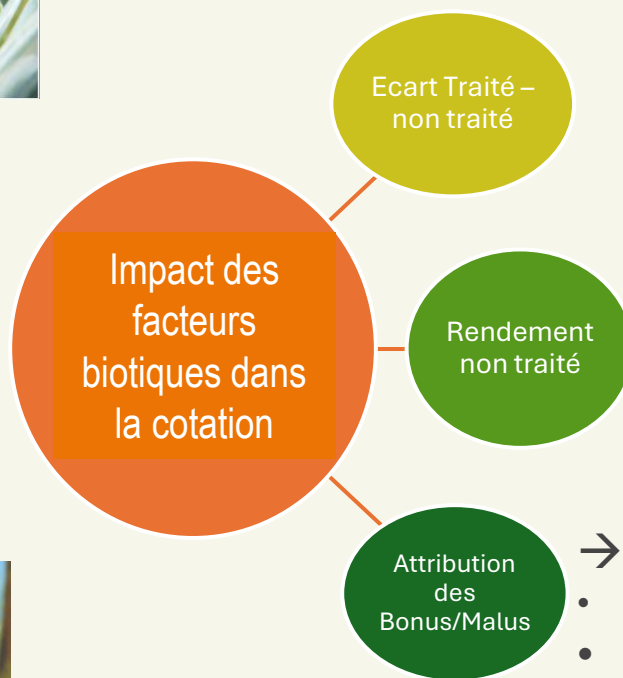 Ecart Traité –
non traité
Impact des
facteurs
biotiques dans
la cotation
Rendement
non traité
Attribution
des
Bonus/Malus
→
•
•